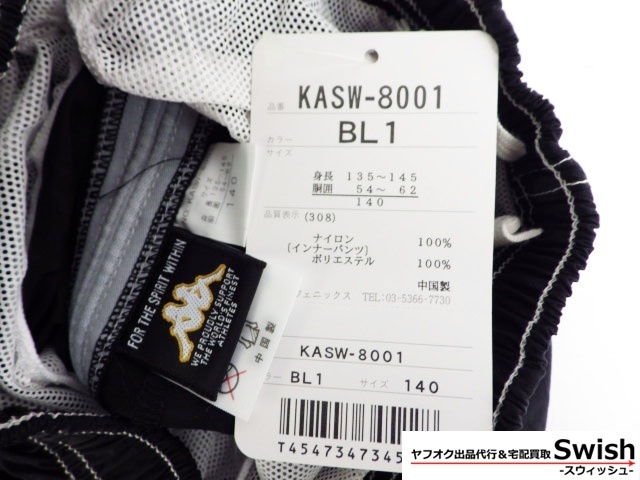 品番 KASW-8001
カラー BL1
サイズ
身長 135～145
胴囲 54～ 62
140
品質表示 (308)
ナイロン 100%
(インナーパンツ)
ポリエステル 100%
中国製
フェニックス TEL:03-5366-7730
KASW-8001
ラー BL1 サイズ 140
T4547347345
140
FOR THE SPIRIT WITHIN
WE PROUDLY SUPPORT
THE WORLD'S FINEST
ATHLETES
中国製
ヤフオク出品代行&宅配買取 Swish
-スウィッシュ-